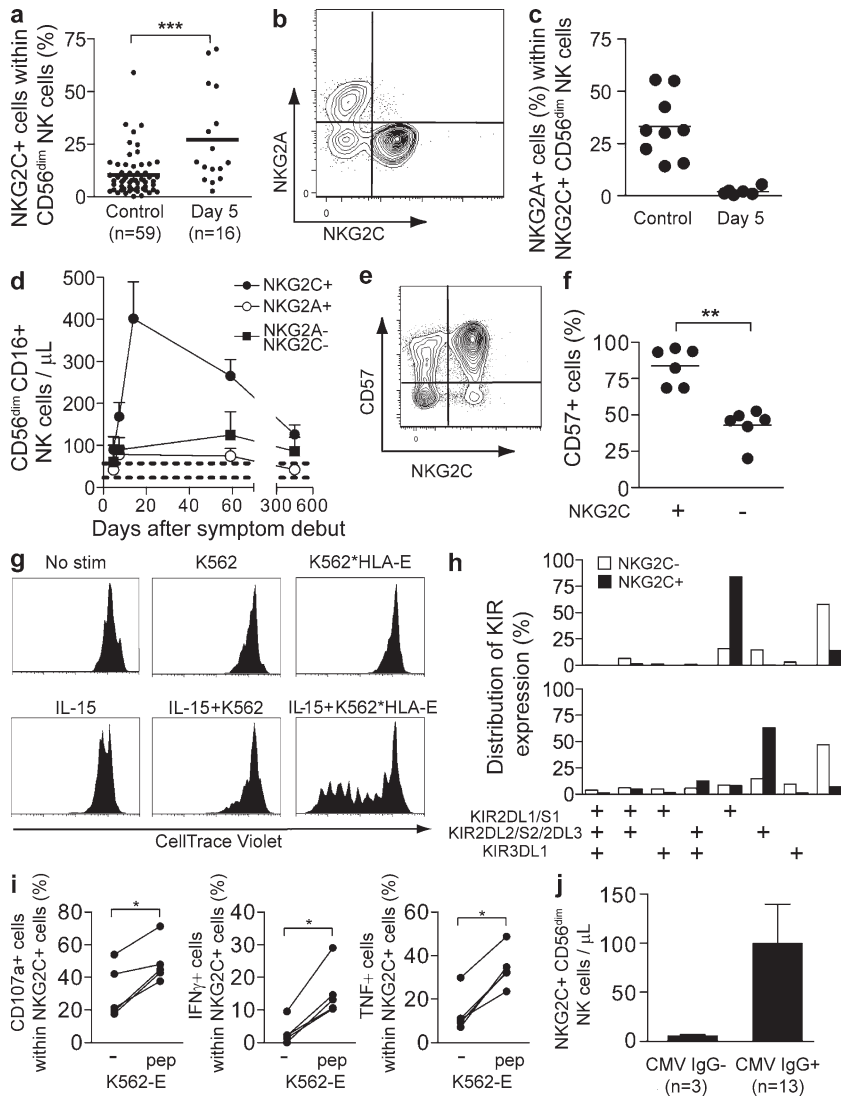 a
NKG2C+ cells within
CD56dim NK cells (%)
75
50
25
0
***
Control
(n=59)
Day 5
(n=16)
b
NKG2A
0
0
NKG2C
c
NKG2A+ cells (%) within
NKG2C+ CD56dim NK cells
75
50
25
0
Control
Day 5
d
CD56dim CD16+
NK cells / μL
500
400
300
200
100
0
0
20
40
60
300
600
Days after symptom debut
NKG2C+
NKG2A+
NKG2A-
NKG2C-
e
CD57
0
0
NKG2C
f
CD57+ cells (%)
100
75
50
25
0
**
NKG2C
+
-
g
No stim
K562
K562*HLA-E
IL-15
IL-15+K562
IL-15+K562*HLA-E
CellTrace Violet
h
Distribution of KIR
expression (%)
100
75
50
25
0
NKG2C-
NKG2C+
100
75
50
25
0
KIR2DL1/S1 + + + +
KIR2DL2/S2/2DL3 + + + +
KIR3DL1 + + + +
i
CD107a+ cells
within NKG2C+ cells (%)
80
60
40
20
0
*
- pep
K562-E
IFNγ+ cells
within NKG2C+ cells (%)
40
30
20
10
0
*
- pep
K562-E
TNF+ cells
within NKG2C+ cells (%)
60
40
20
0
*
- pep
K562-E
j
NKG2C+ CD56dim
NK cells / μL
150
100
50
0
CMV IgG-
(n=3)
CMV IgG+
(n=13)